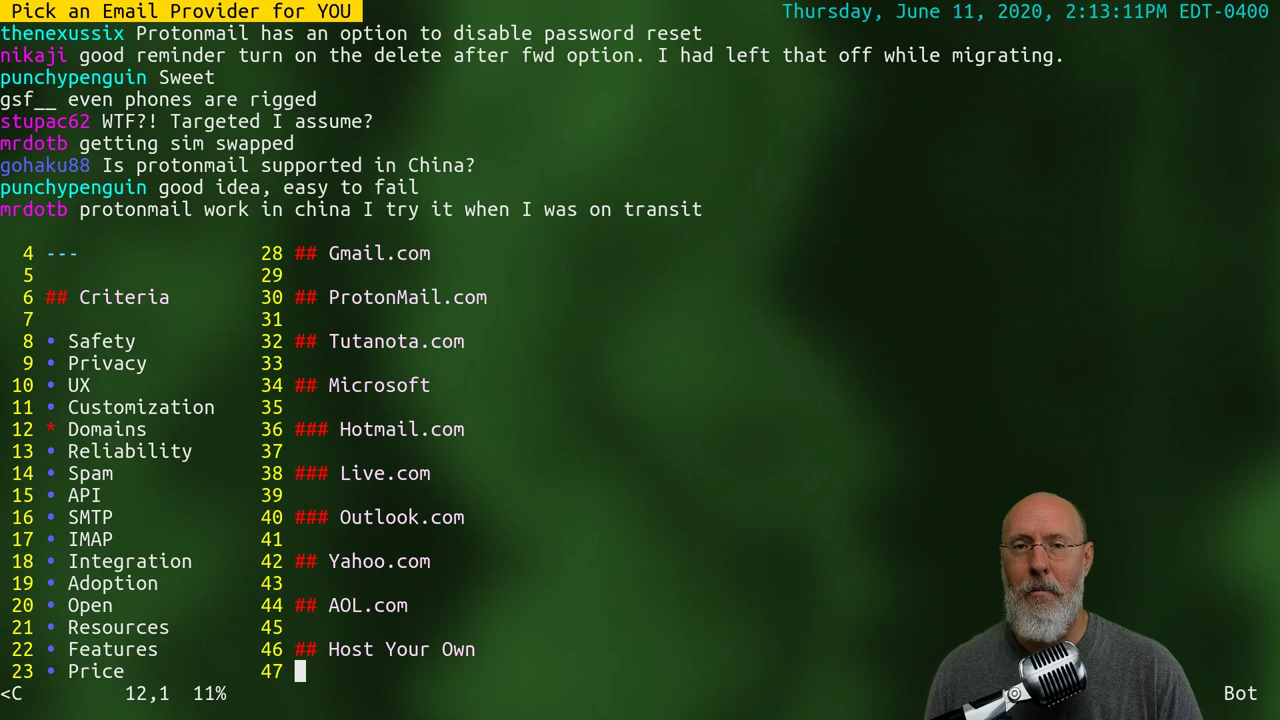 Pick an Email Provider for YOU
Thursday, June 11, 2020, 2:13:11PM EDT-0400
thenexussix Protonmail has an option to disable password reset
nikaji good reminder turn on the delete after fwd option. I had left that off while migrating.
punchypenguin Sweet
gsf__ even phones are rigged
stupac62 WTF?! Targeted I assume?
mrdotb getting sim swapped
gohaku88 Is protonmail supported in China?
punchypenguin good idea, easy to fail
mrdotb protonmail work in china I try it when I was on transit
4 ---
5
6 ## Criteria
7
8 • Safety
9 • Privacy
10 • UX
11 • Customization
12 * Domains
13 • Reliability
14 • Spam
15 • API
16 • SMTP
17 • IMAP
18 • Integration
19 • Adoption
20 • Open
21 • Resources
22 • Features
23 • Price
28 ## Gmail.com
29
30 ## ProtonMail.com
31
32 ## Tutanota.com
33
34 ## Microsoft
35
36 ### Hotmail.com
37
38 ### Live.com
39
40 ### Outlook.com
41
42 ## Yahoo.com
43
44 ## AOL.com
45
46 ## Host Your Own
47
<C 12,1 11%
Bot